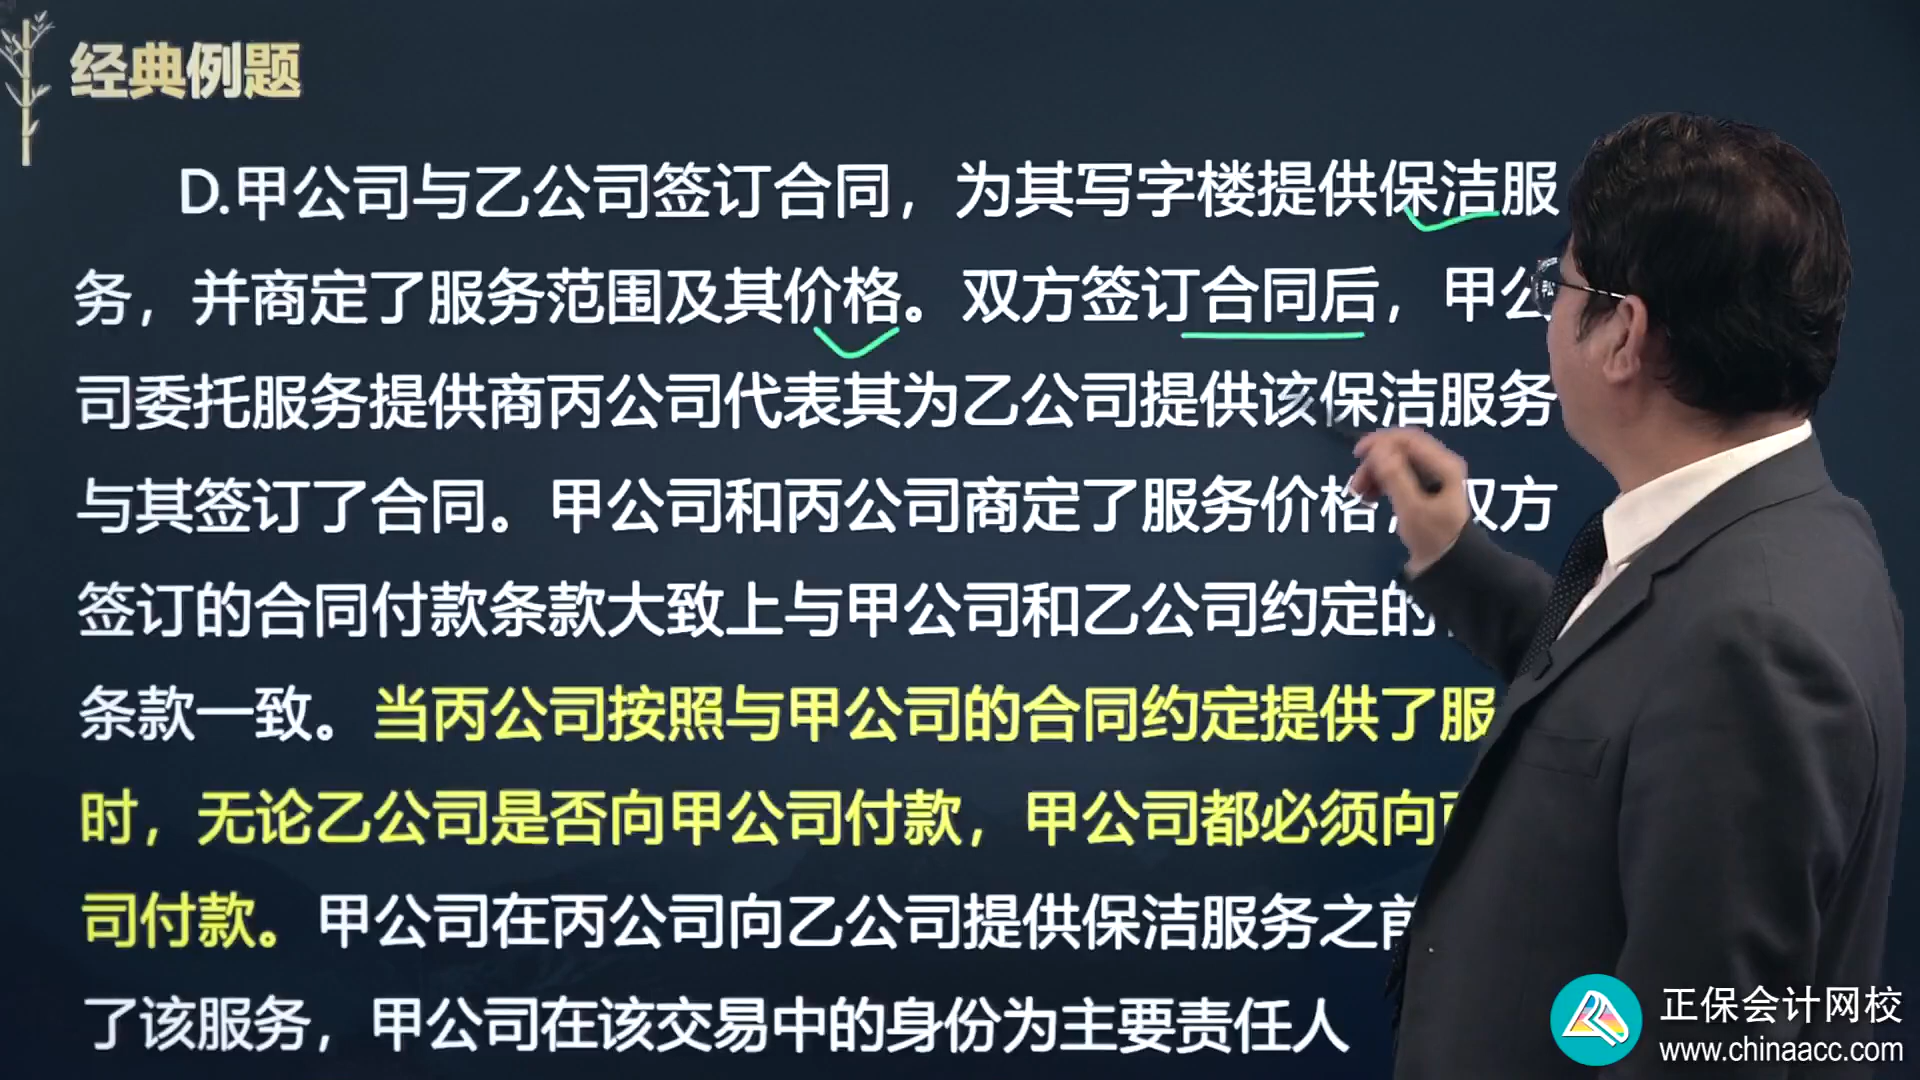 经典例题
D.甲公司与乙公司签订合同，为其写字楼提供保洁服
务，并商定了服务范围及其价格。双方签订合同后，甲公
司委托服务提供商丙公司代表其为乙公司提供该保洁服务
与其签订了合同。甲公司和丙公司商定了服务价格，双方
签订的合同付款条款大致上与甲公司和乙公司约定的
条款一致。当丙公司按照与甲公司的合同约定提供了服
时，无论乙公司是否向甲公司付款，甲公司都必须向
司付款。甲公司在丙公司向乙公司提供保洁服务之前
了该服务，甲公司在该交易中的身份为主要责任人
正保会计网校
www.chinaacc.com